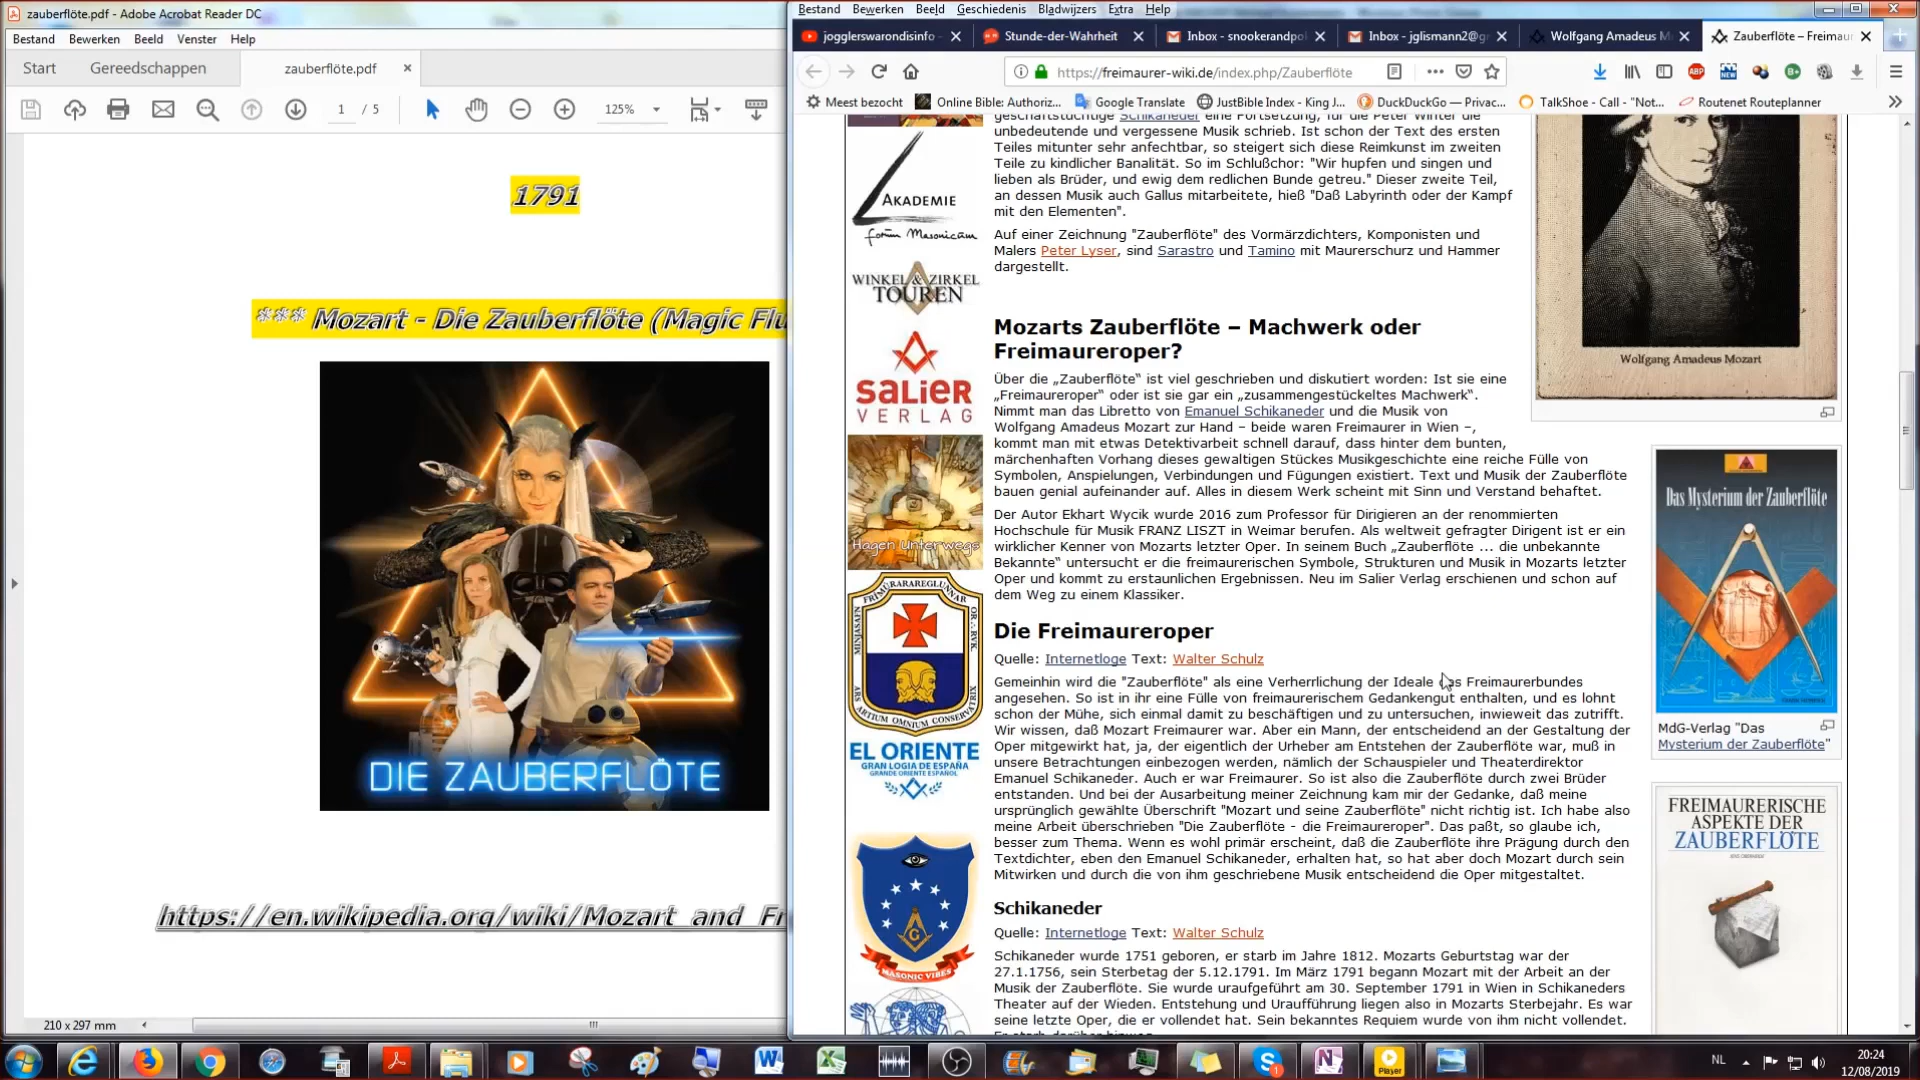 zauberflöte.pdf - Adobe Acrobat Reader DC
Bestand Bewerken Beeld Venster Help
Start Gereedschappen zauberflöte.pdf
1 / 5 125%
1791
*** Mozart - Die Zauberflöte (Magic Flu
DIE ZAUBERFLÖTE
https://en.wikipedia.org/wiki/Mozart_and_Fr
210 x 297 mm
Bestand Bewerken Beeld Geschiedenis Bladwijzers Extra Help
jogglerswarondisinfo - Stunde-der-Wahrheit Inbox - snookerandpo Inbox - jglismann2@g Wolfgang Amadeus M Zauberflöte – Freimaur
https://freimaurer-wiki.de/index.php/Zauberflöte
Meest bezocht Online Bible: Authoriz... Google Translate JustBible Index - King J... DuckDuckGo — Privac... TalkShoe - Call - "Not... Routenet Routeplanner
geschäftstüchtige Schikaneder eine Fortsetzung, für die Peter Winter die
unbedeutende und vergessene Musik schrieb. Ist schon der Text des ersten
Teiles mitunter sehr anfechtbar, so steigert sich diese Reimkunst im zweiten
Teile zu kindlicher Banalität. So im Schlußchor: "Wir hupfen und singen und
lieben als Brüder, und ewig dem redlichen Bunde getreu." Dieser zweite Teil,
an dessen Musik auch Gallus mitarbeitete, hieß "Daß Labyrinth oder der Kampf
mit den Elementen".
Auf einer Zeichnung "Zauberflöte" des Vormärzdichters, Komponisten und
Malers Peter Lyser, sind Sarastro und Tamino mit Maurerschurz und Hammer
dargestellt.
Mozarts Zauberflöte – Machwerk oder
Freimaureroper?
Über die „Zauberflöte“ ist viel geschrieben und diskutiert worden: Ist sie eine
„Freimaureroper“ oder ist sie gar ein „zusammengestückeltes Machwerk“.
Nimmt man das Libretto von Emanuel Schikaneder und die Musik von
Wolfgang Amadeus Mozart zur Hand – beide waren Freimaurer in Wien –,
kommt man mit etwas Detektivarbeit schnell darauf, dass hinter dem bunten,
märchenhaften Vorhang dieses gewaltigen Stückes Musikgeschichte eine reiche Fülle von
Symbolen, Anspielungen, Verbindungen und Fügungen existiert. Text und Musik der Zauberflöte
bauen genial aufeinander auf. Alles in diesem Werk scheint mit Sinn und Verstand behaftet.
Der Autor Ekhart Wycik wurde 2016 zum Professor für Dirigieren an der renommierten
Hochschule für Musik FRANZ LISZT in Weimar berufen. Als weltweit gefragter Dirigent ist er ein
wirklicher Kenner von Mozarts letzter Oper. In seinem Buch „Zauberflöte ... die unbekannte
Bekannte“ untersucht er die freimaurerischen Symbole, Strukturen und Musik in Mozarts letzter
Oper und kommt zu erstaunlichen Ergebnissen. Neu im Salier Verlag erschienen und schon auf
dem Weg zu einem Klassiker.
Die Freimaureroper
Quelle: Internetloge Text: Walter Schulz
Gemeinhin wird die "Zauberflöte" als eine Verherrlichung der Ideale des Freimaurerbundes
angesehen. So ist in ihr eine Fülle von freimaurerischem Gedankengut enthalten, und es lohnt
schon der Mühe, sich einmal damit zu beschäftigen und zu untersuchen, inwieweit das zutrifft.
Wir wissen, daß Mozart Freimaurer war. Aber ein Mann, der entscheidend an der Gestaltung der
Oper mitgewirkt hat, ja, der eigentlich der Urheber am Entstehen der Zauberflöte war, muß in
unsere Betrachtungen einbezogen werden, nämlich der Schauspieler und Theaterdirektor
Emanuel Schikaneder. Auch er war Freimaurer. So ist also die Zauberflöte durch zwei Brüder
entstanden. Und bei der Ausarbeitung meiner Zeichnung kam mir der Gedanke, daß meine
ursprünglich gewählte Überschrift "Mozart und seine Zauberflöte" nicht richtig ist. Ich habe also
meine Arbeit überschrieben "Die Zauberflöte - die Freimaureroper". Das paßt, so glaube ich,
besser zum Thema. Wenn es wohl primär erscheint, daß die Zauberflöte ihre Prägung durch den
Textdichter, eben den Emanuel Schikaneder, erhalten hat, so hat aber doch Mozart durch sein
Mitwirken und durch die von ihm geschriebene Musik entscheidend die Oper mitgestaltet.
Schikaneder
Quelle: Internetloge Text: Walter Schulz
Schikaneder wurde 1751 geboren, er starb im Jahre 1812. Mozarts Geburtstag war der
27.1.1756, sein Sterbetag der 5.12.1791. Im März 1791 begann Mozart mit der Arbeit an der
Musik der Zauberflöte. Sie wurde uraufgeführt am 30. September 1791 in Wien in Schikaneders
Theater auf der Wieden. Entstehung und Uraufführung liegen also in Mozarts Sterbejahr. Es war
seine letzte Oper, die er vollendet hat. Sein bekanntes Requiem wurde von ihm nicht vollendet.
AKADEMIE
forum Masonicum
WINKEL & ZIRKEL
TOUREN
SALIER
VERLAG
Hagen Unterwegs
EL ORIENTE
GRAN LOGIA DE ESPAÑA
GRANDE ORIENTE ESPAÑOL
G
MASONIC VIBES
Wolfgang Amadeus Mozart
Das Mysterium der Zauberflöte
MdG-Verlag "Das
Mysterium der Zauberflöte"
FREIMAURERISCHE
ASPEKTE DER
ZAUBERFLÖTE
Player
NL
20:24
12/08/2019